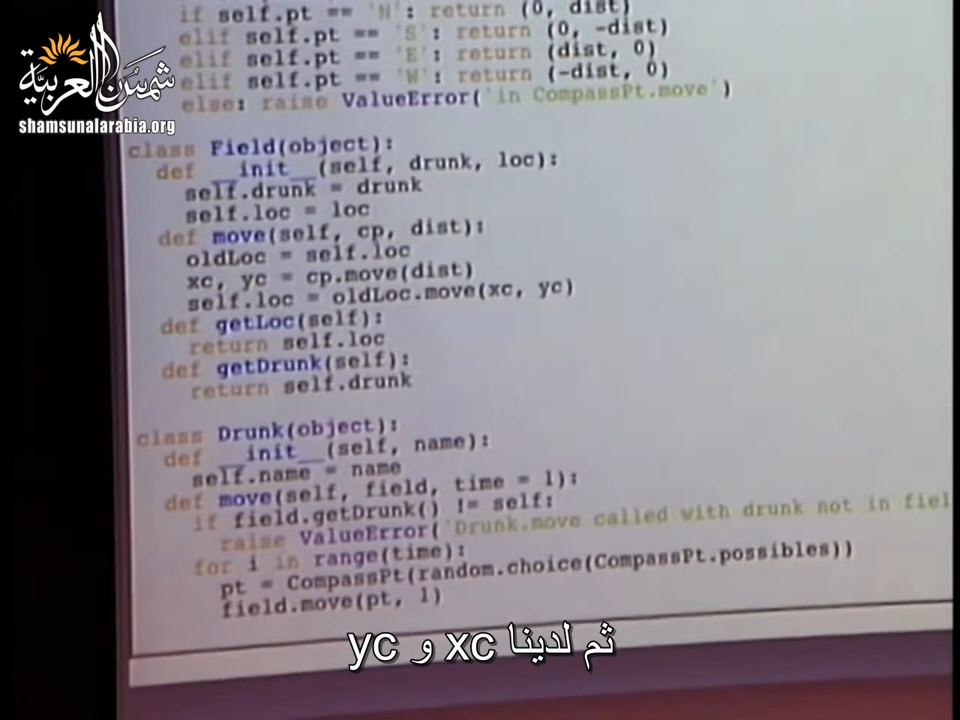 شمس العربية
shamsunalarabia.org
if self.pt == 'N': return (0, dist)
elif self.pt == 'S': return (0, -dist)
elif self.pt == 'E': return (dist, 0)
elif self.pt == 'W': return (-dist, 0)
else: raise ValueError('in CompassPt.move')
class Field(object):
def __init__(self, drunk, loc):
self.drunk = drunk
self.loc = loc
def move(self, cp, dist):
oldLoc = self.loc
xc, yc = cp.move(dist)
self.loc = oldLoc.move(xc, yc)
def getLoc(self):
return self.loc
def getDrunk(self):
return self.drunk
class Drunk(object):
def __init__(self, name):
self.name = name
def move(self, field, time = 1):
if field.getDrunk() != self:
raise ValueError('Drunk.move called with drunk not in fiel
for i in range(time):
pt = CompassPt(random.choice(CompassPt.possibles))
field.move(pt, 1)
ثم لدينا xc و yc